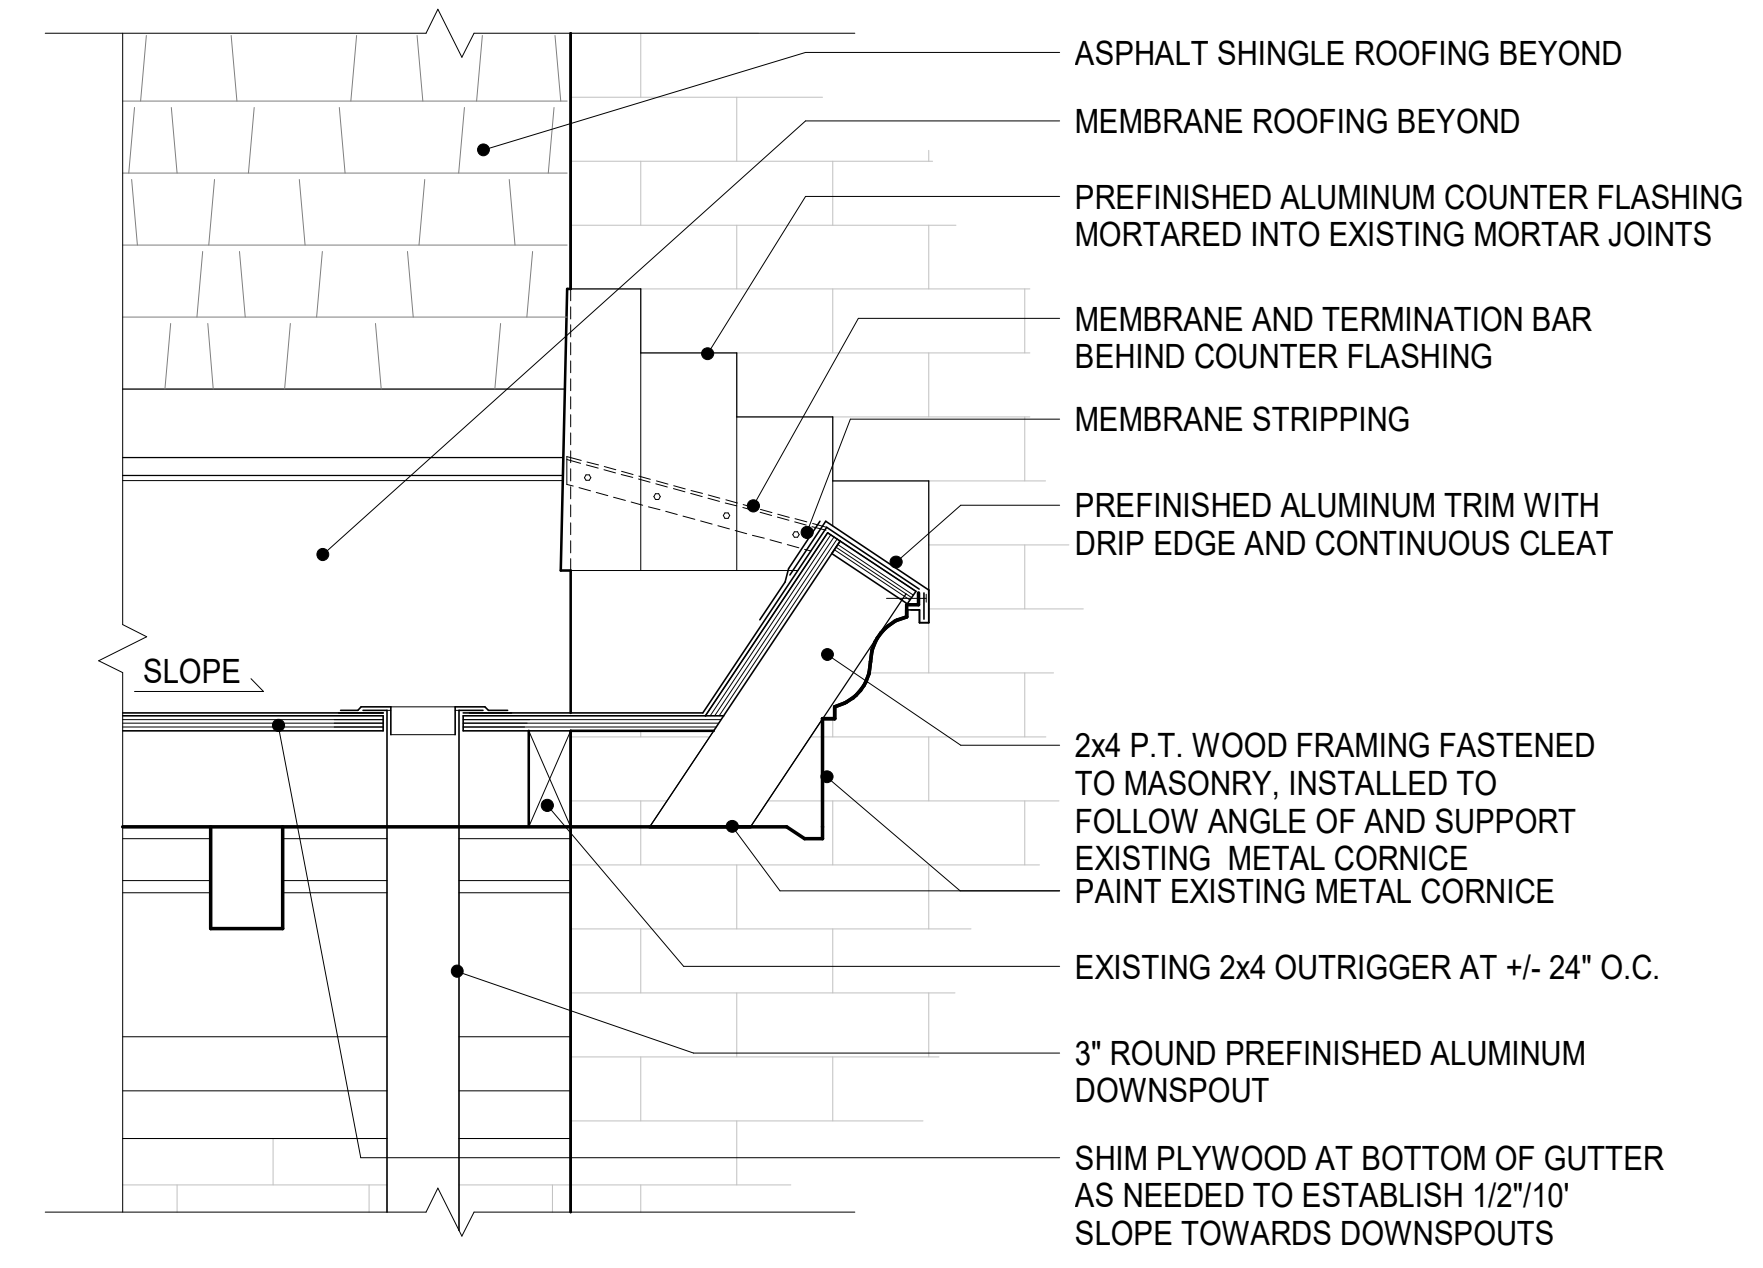 ASPHALT SHINGLE ROOFING BEYOND
MEMBRANE ROOFING BEYOND
PREFINISHED ALUMINUM COUNTER FLASHING
MORTARED INTO EXISTING MORTAR JOINTS
MEMBRANE AND TERMINATION BAR
BEHIND COUNTER FLASHING
MEMBRANE STRIPPING
PREFINISHED ALUMINUM TRIM WITH
DRIP EDGE AND CONTINUOUS CLEAT
SLOPE
2x4 P.T. WOOD FRAMING FASTENED
TO MASONRY, INSTALLED TO
FOLLOW ANGLE OF AND SUPPORT
EXISTING METAL CORNICE
PAINT EXISTING METAL CORNICE
EXISTING 2x4 OUTRIGGER AT +/- 24" O.C.
3" ROUND PREFINISHED ALUMINUM
DOWNSPOUT
SHIM PLYWOOD AT BOTTOM OF GUTTER
AS NEEDED TO ESTABLISH 1/2"/10'
SLOPE TOWARDS DOWNSPOUTS